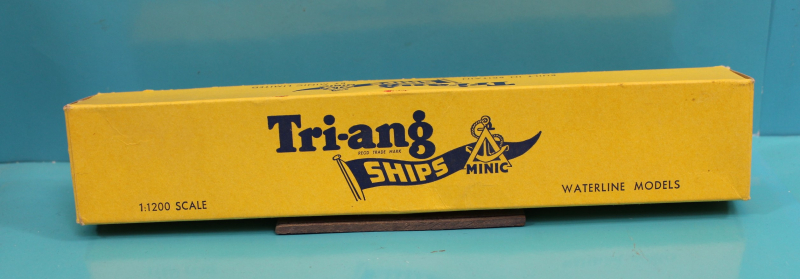 Tri-ang
REGD TRADE MARK
SHIPS
MINIC
1:1200 SCALE
WATERLINE MODELS